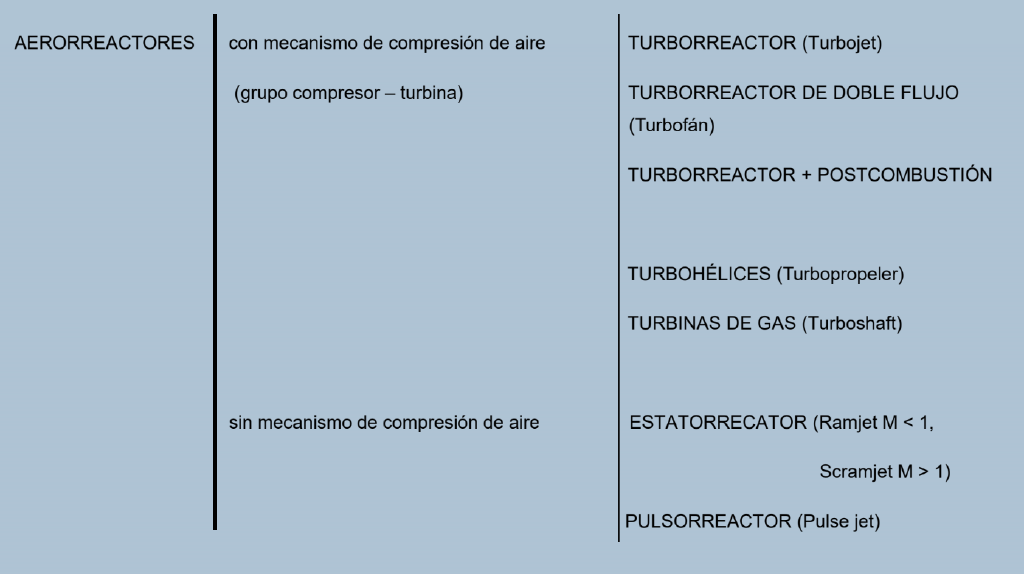 AERORREACTORES
con mecanismo de compresión de aire
(grupo compresor – turbina)
TURBORREACTOR (Turbojet)
TURBORREACTOR DE DOBLE FLUJO
(Turbofán)
TURBORREACTOR + POSTCOMBUSTIÓN
TURBOHÉLICES (Turbopropeler)
TURBINAS DE GAS (Turboshaft)
sin mecanismo de compresión de aire
ESTATORRECATOR (Ramjet M < 1,
Scramjet M > 1)
PULSORREACTOR (Pulse jet)